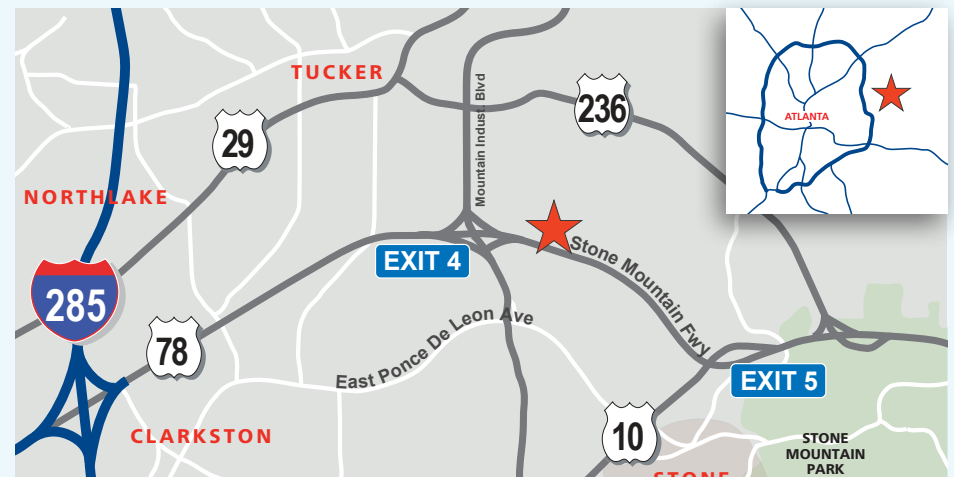 TUCKER
Mountain Indust. Blvd
236
ATLANTA
29
NORTHLAKE
EXIT 4
Stone Mountain Fwy
285
78
East Ponce De Leon Ave
EXIT 5
10
CLARKSTON
STONE
MOUNTAIN
PARK
STONE